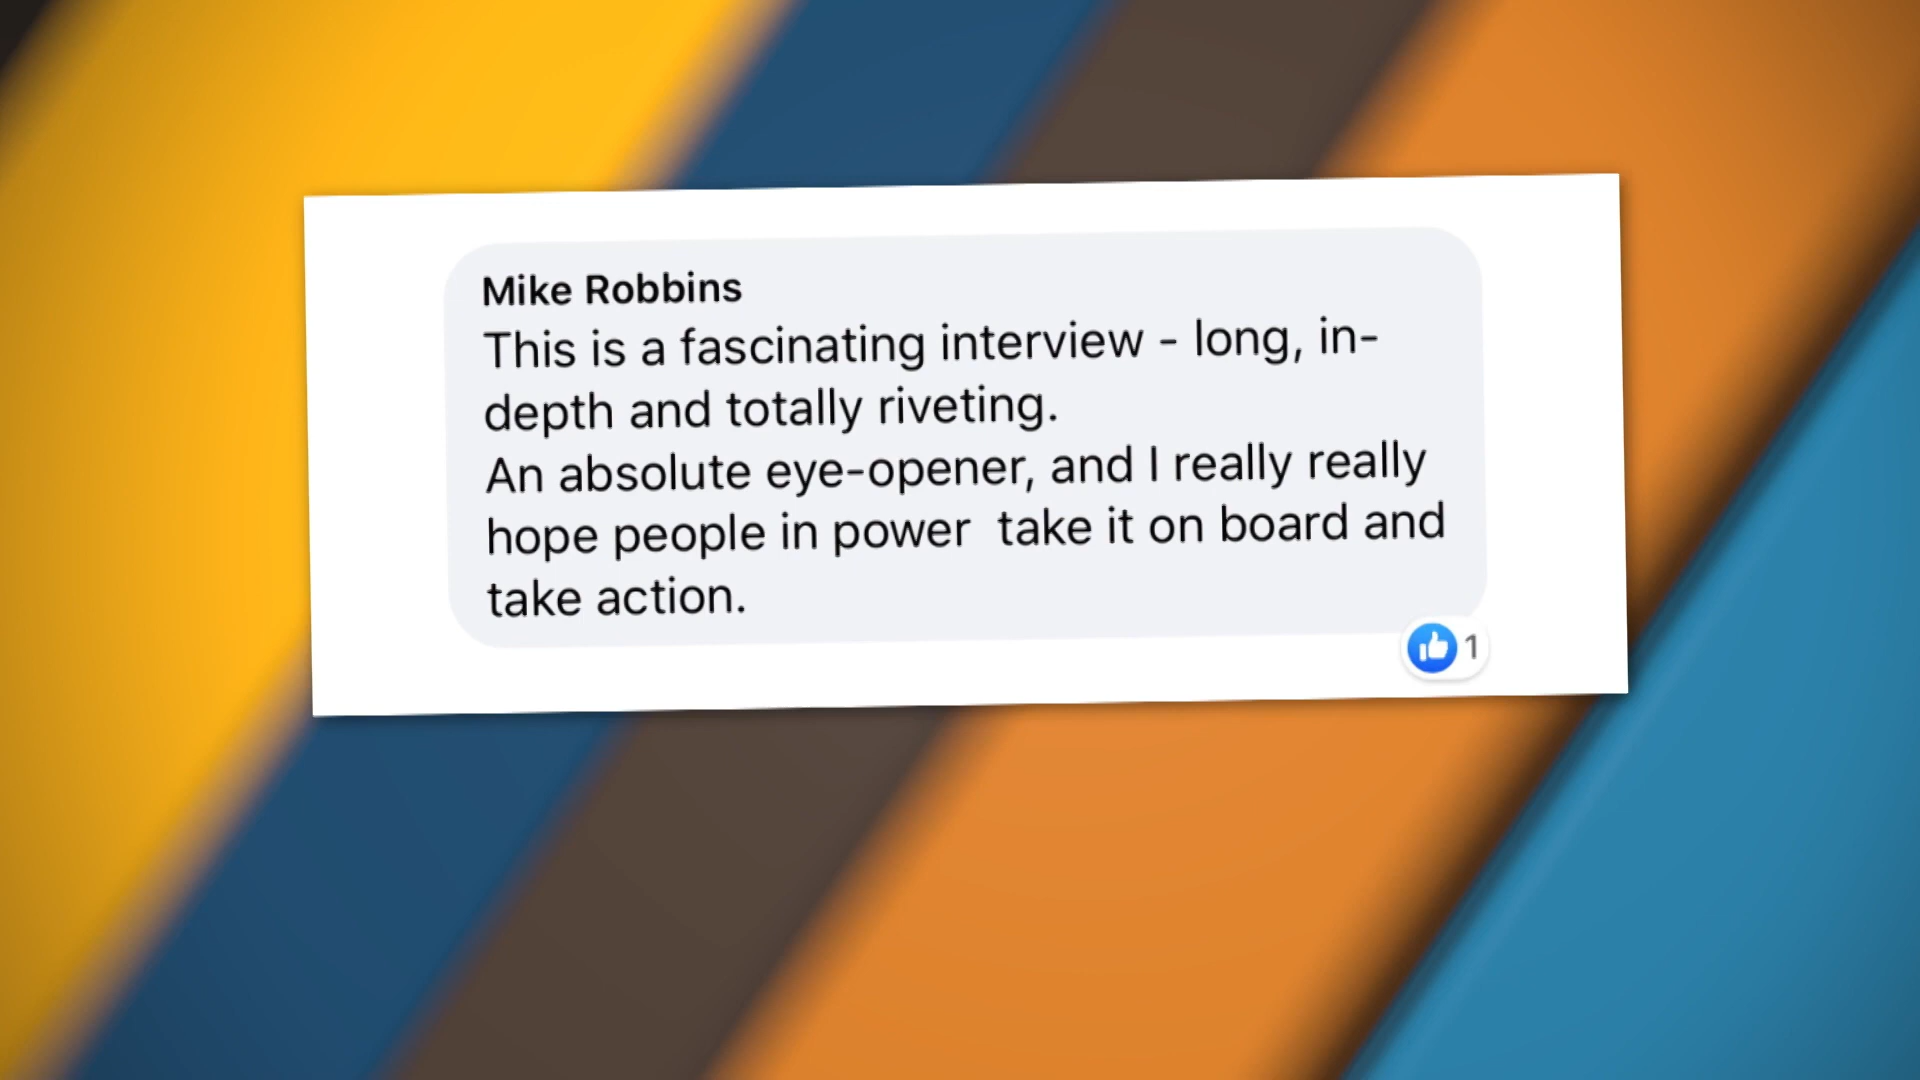 Mike Robbins
This is a fascinating interview - long, in-
depth and totally riveting.
An absolute eye-opener, and I really really
hope people in power  take it on board and
take action.
1